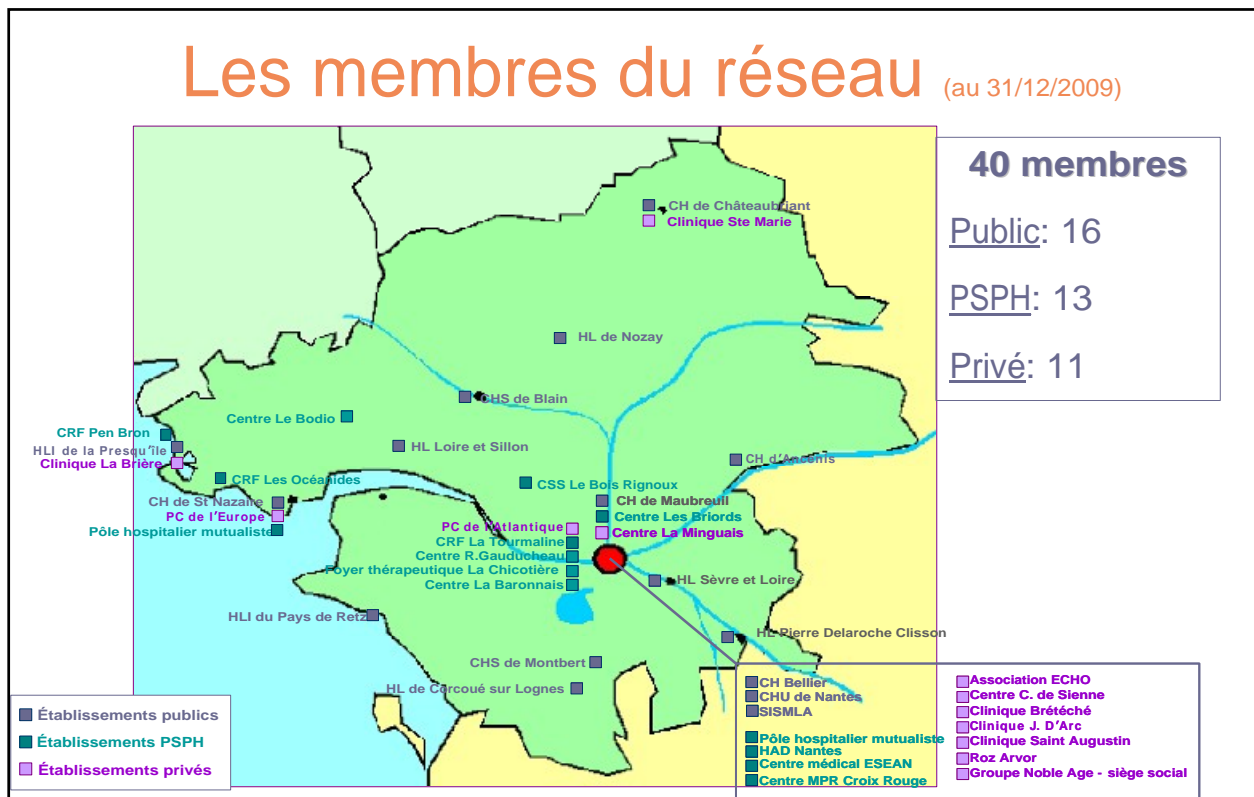 Les membres du réseau (au 31/12/2009)
40 membres
Public: 16
PSPH: 13
Privé: 11
CH de Châteaubriant
Clinique Ste Marie
HL de Nozay
CHS de Blain
Centre Le Bodio
CRF Pen Bron
HLI de la Presqu'île
Clinique La Brière
HL Loire et Sillon
CH d'Ancenis
CRF Les Océanides
CSS Le Bois Rignoux
CH de St Nazaire
PC de l'Europe
Pôle hospitalier mutualiste
CH de Maubreuil
Centre Les Briords
Centre La Minguais
PC de l'Atlantique
CRF La Tourmaline
Centre R.Gauducheau
Foyer thérapeutique La Chicotière
Centre La Baronnais
HL Sèvre et Loire
HLI du Pays de Retz
HL Pierre Delaroche Clisson
CHS de Montbert
HL de Corcoué sur Lognes
Établissements publics
Établissements PSPH
Établissements privés
CH Bellier
CHU de Nantes
SISMLA
Pôle hospitalier mutualiste
HAD Nantes
Centre médical ESEAN
Centre MPR Croix Rouge
Association ECHO
Centre C. de Sienne
Clinique Brétéché
Clinique J. D'Arc
Clinique Saint Augustin
Roz Arvor
Groupe Noble Age - siège social